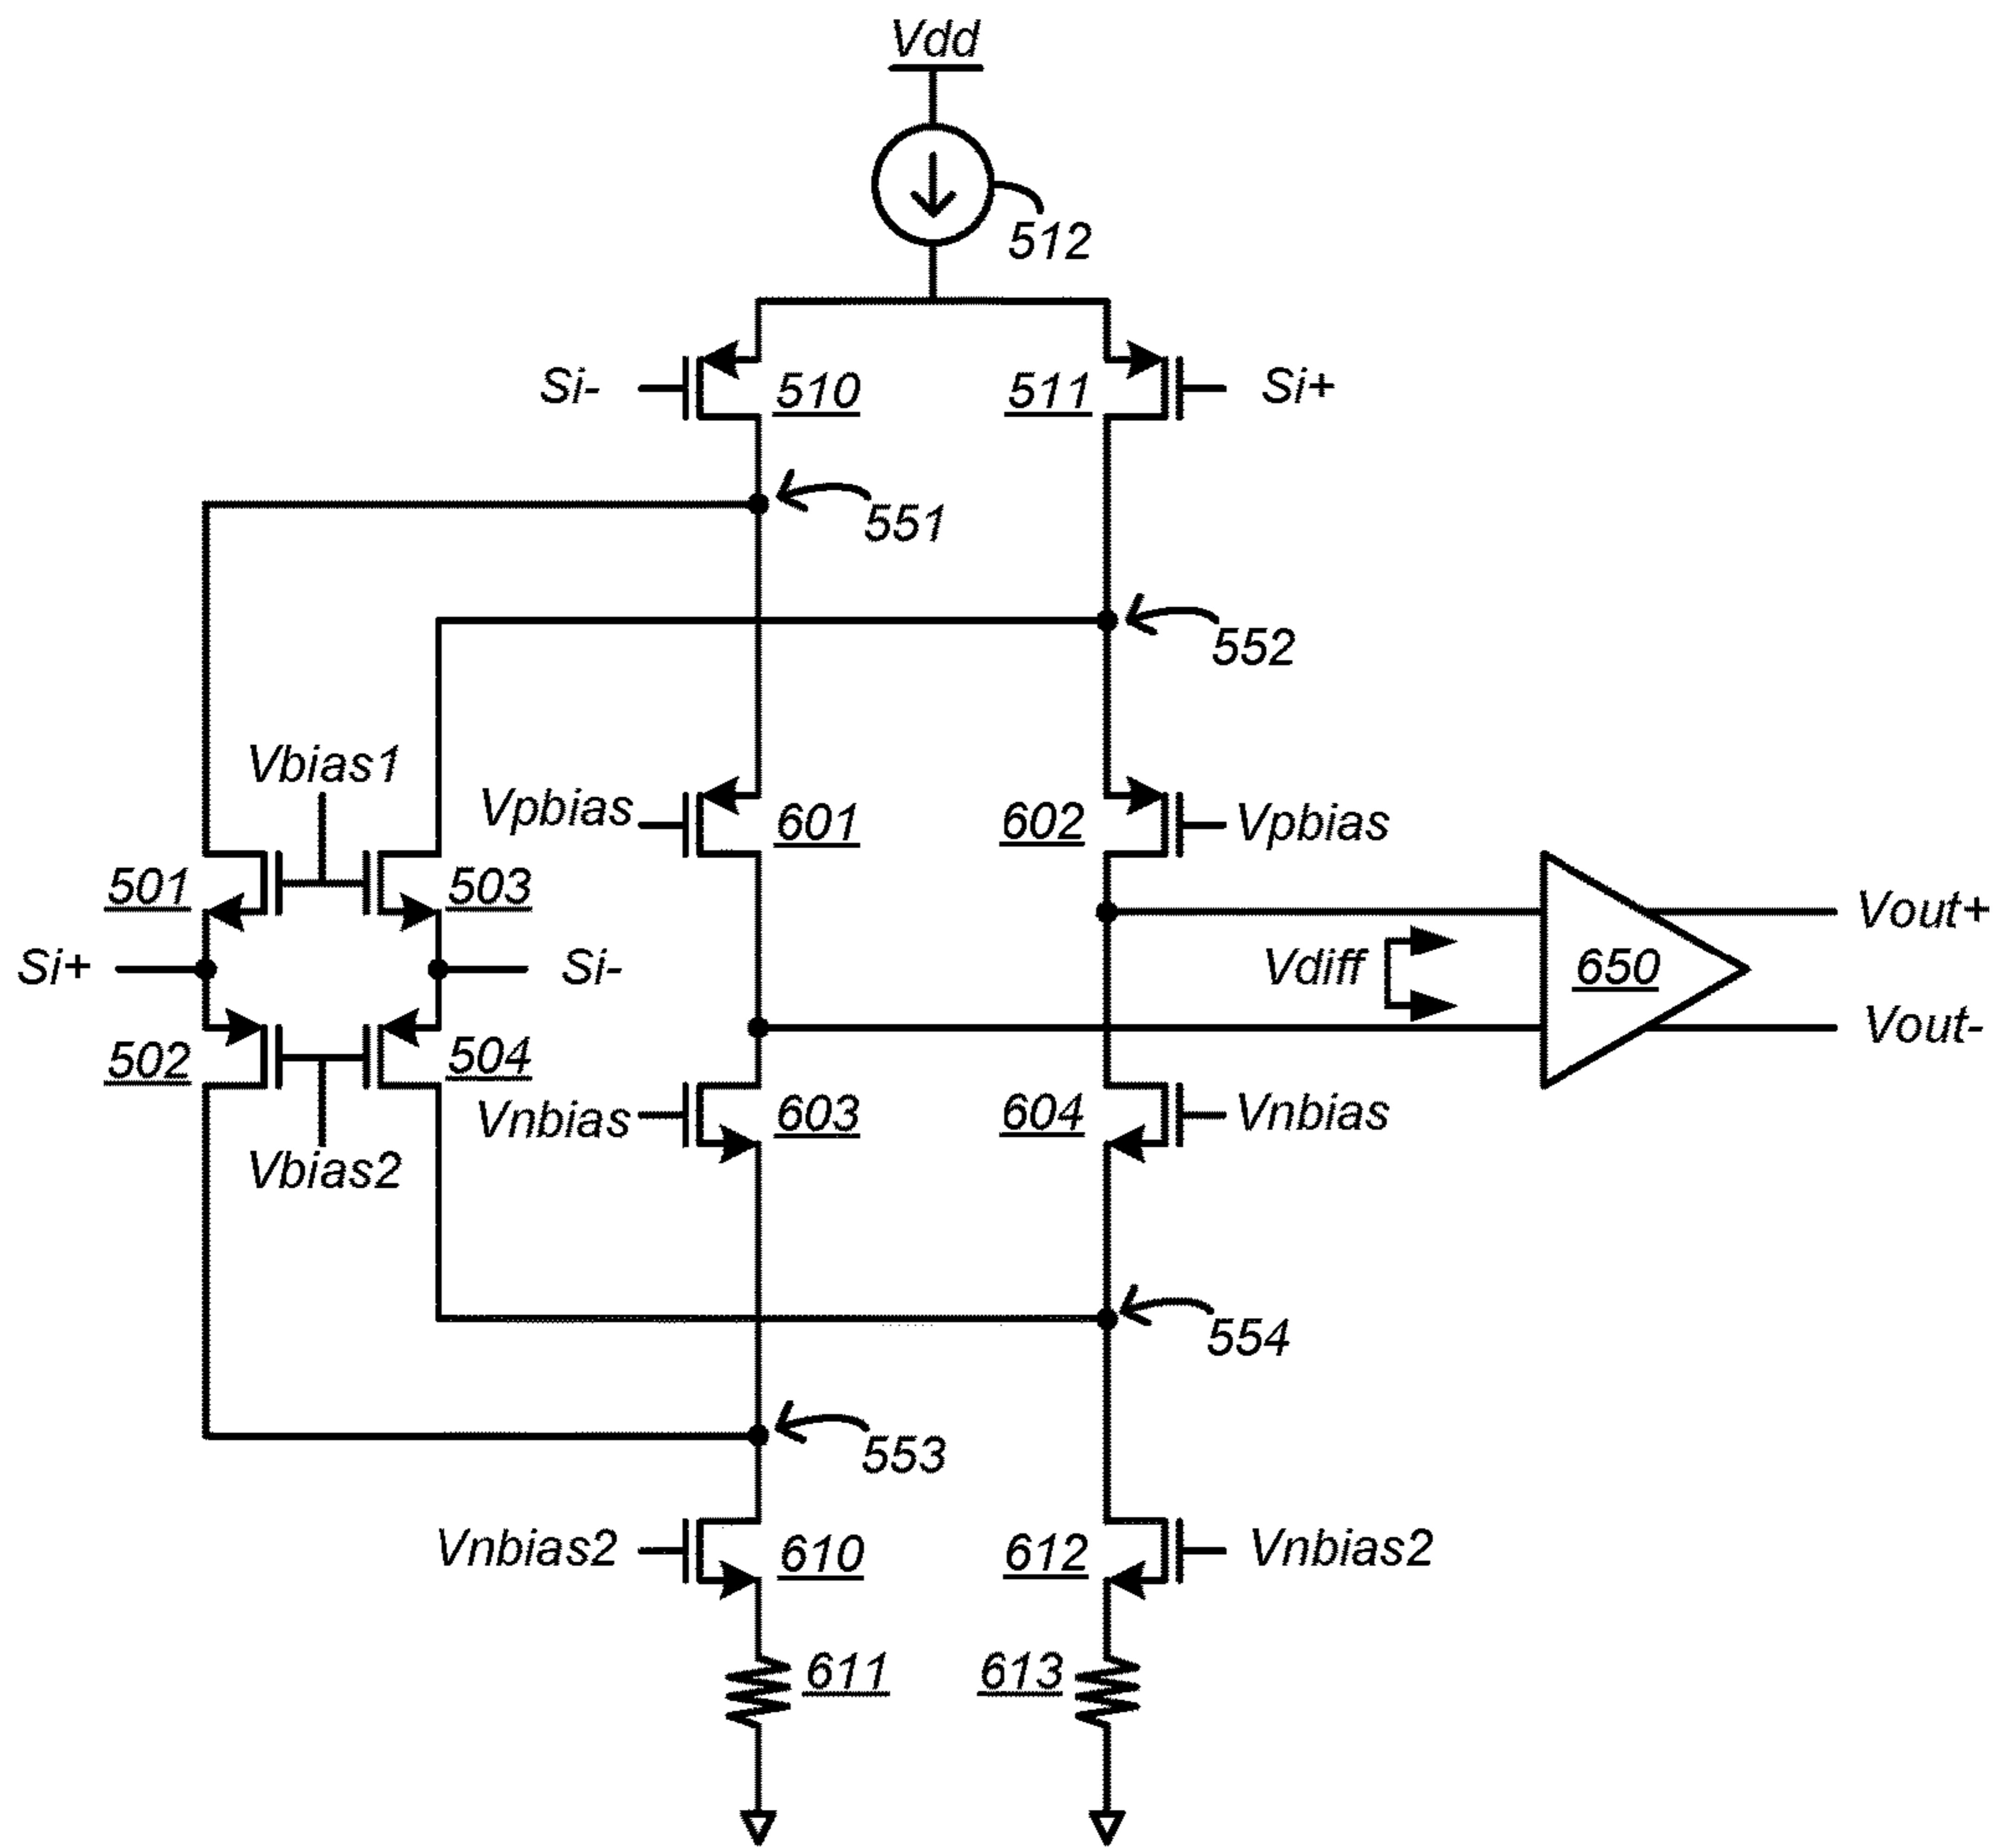 Vdd
512
Si-
510
511
Si+
551
552
Vbias1
Vpbias
601
602
Vpbias
501
503
Vout+
Si+
Si-
Vdiff
650
Vout-
502
504
Vnbias
603
604
Vnbias
Vbias2
554
553
Vnbias2
610
612
Vnbias2
611
613